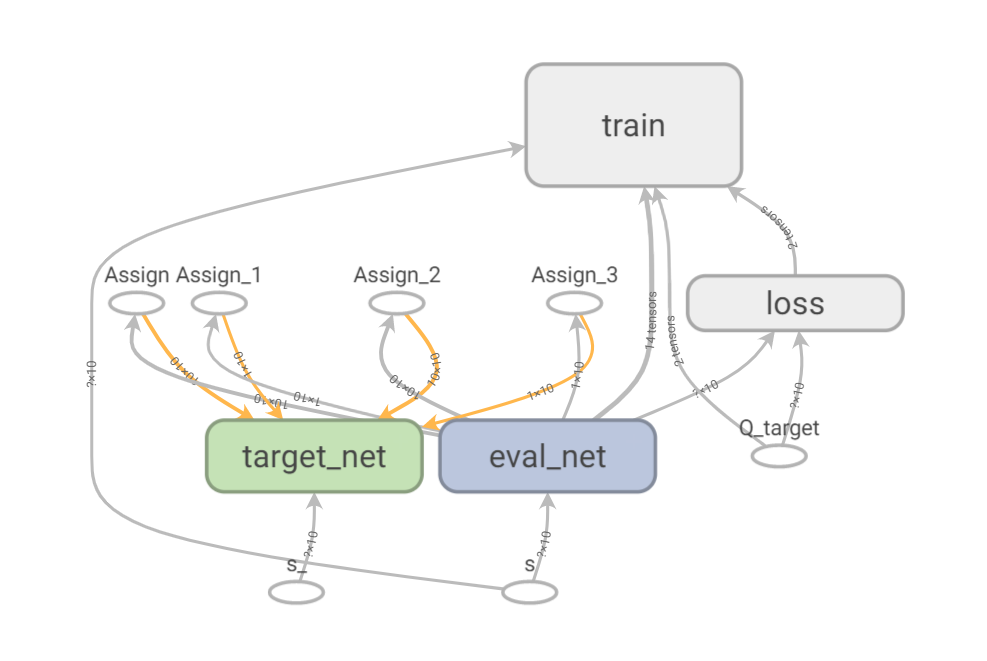 train
2 tensors
Assign
Assign_1
Assign_2
Assign_3
loss
14 tensors
2 tensors
?×10
10×10
1×10
10×10
1×10
1×10
10×10
1×10
10×10
?×10
?×10
Q_target
target_net
eval_net
?×10
?×10
s_
s